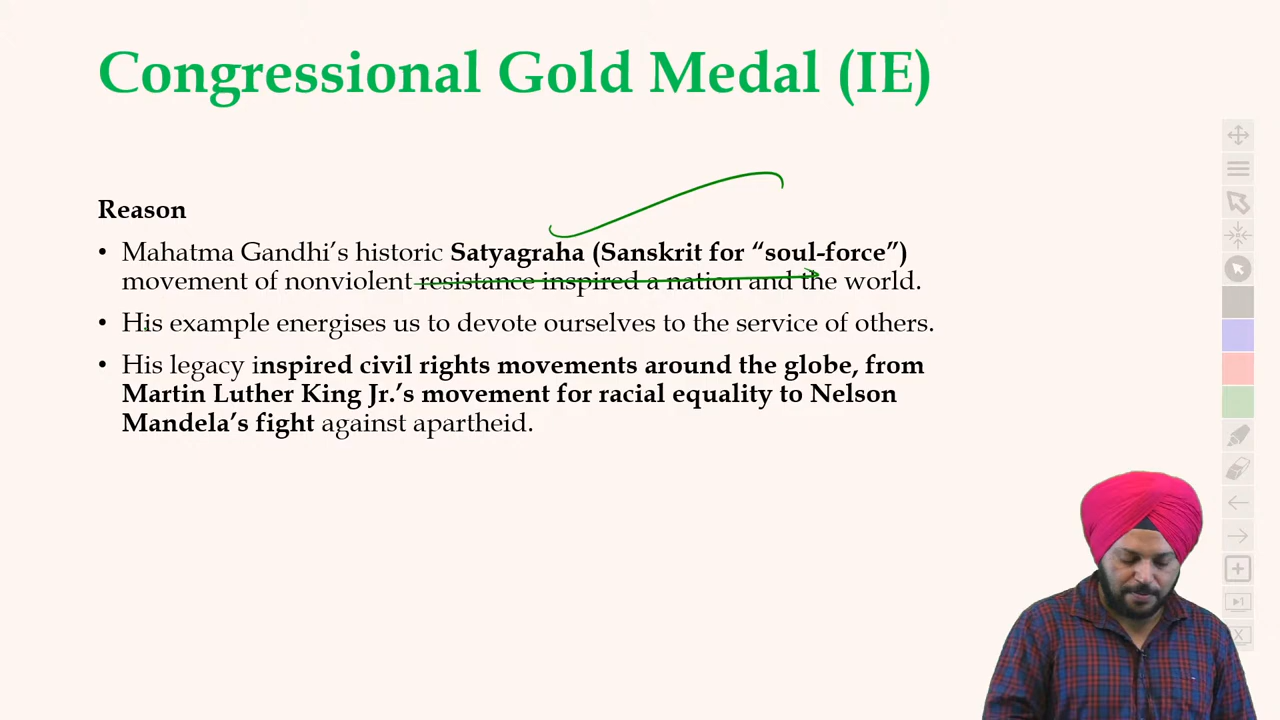 Congressional Gold Medal (IE)
Reason
• Mahatma Gandhi’s historic Satyagraha (Sanskrit for “soul-force”)
movement of nonviolent resistance inspired a nation and the world.
• His example energises us to devote ourselves to the service of others.
• His legacy inspired civil rights movements around the globe, from
Martin Luther King Jr.’s movement for racial equality to Nelson
Mandela’s fight against apartheid.